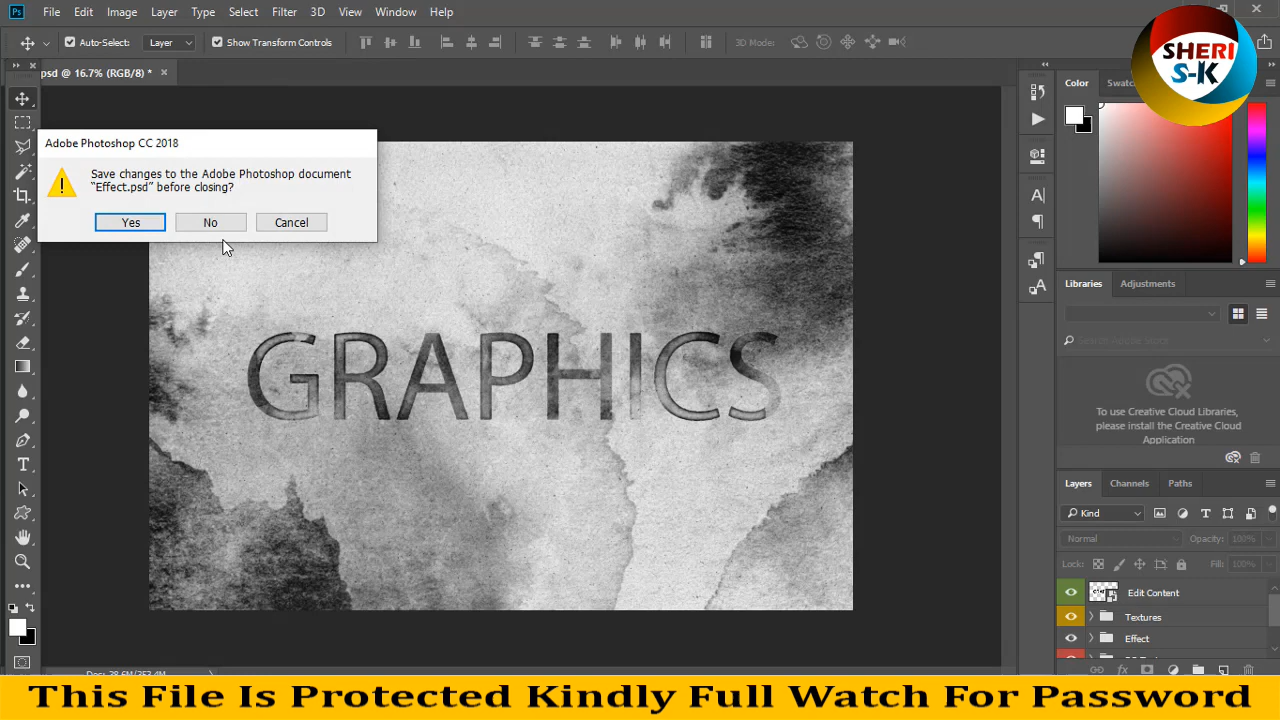 Ps File Edit Image Layer Type Select Filter 3D View Window Help
Auto-Select: Layer Show Transform Controls 3D Mode:
psd @ 16.7% (RGB/8) *
SHERI
S-K
Color
Adobe Photoshop CC 2018
Save changes to the Adobe Photoshop document
“Effect.psd” before closing?
Yes No Cancel
GRAPHICS
Libraries Adjustments
Search Adobe Stock
To use Creative Cloud Libraries,
please install the Creative Cloud
Application
Layers Channels Paths
Kind
Normal Opacity: 100%
Lock: Fill: 100%
Edit Content
Textures
Effect
This File Is Protected Kindly Full Watch For Password